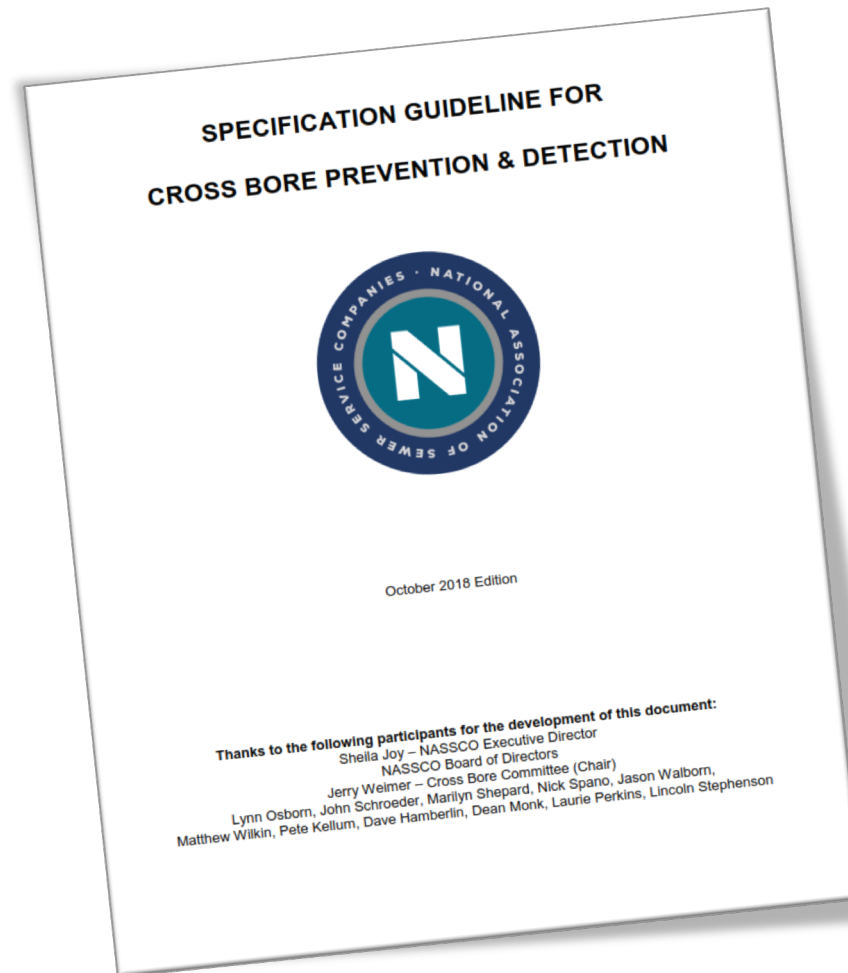 SPECIFICATION GUIDELINE FOR
CROSS BORE PREVENTION & DETECTION
NATIONAL ASSOCIATION OF SEWER SERVICE COMPANIES ·
N
October 2018 Edition
Thanks to the following participants for the development of this document:
Sheila Joy – NASSCO Executive Director
NASSCO Board of Directors
Jerry Weimer – Cross Bore Committee (Chair)
Lynn Osborn, John Schroeder, Marilyn Shepard, Nick Spano, Jason Walborn,
Matthew Wilkin, Pete Kellum, Dave Hamberlin, Dean Monk, Laurie Perkins, Lincoln Stephenson